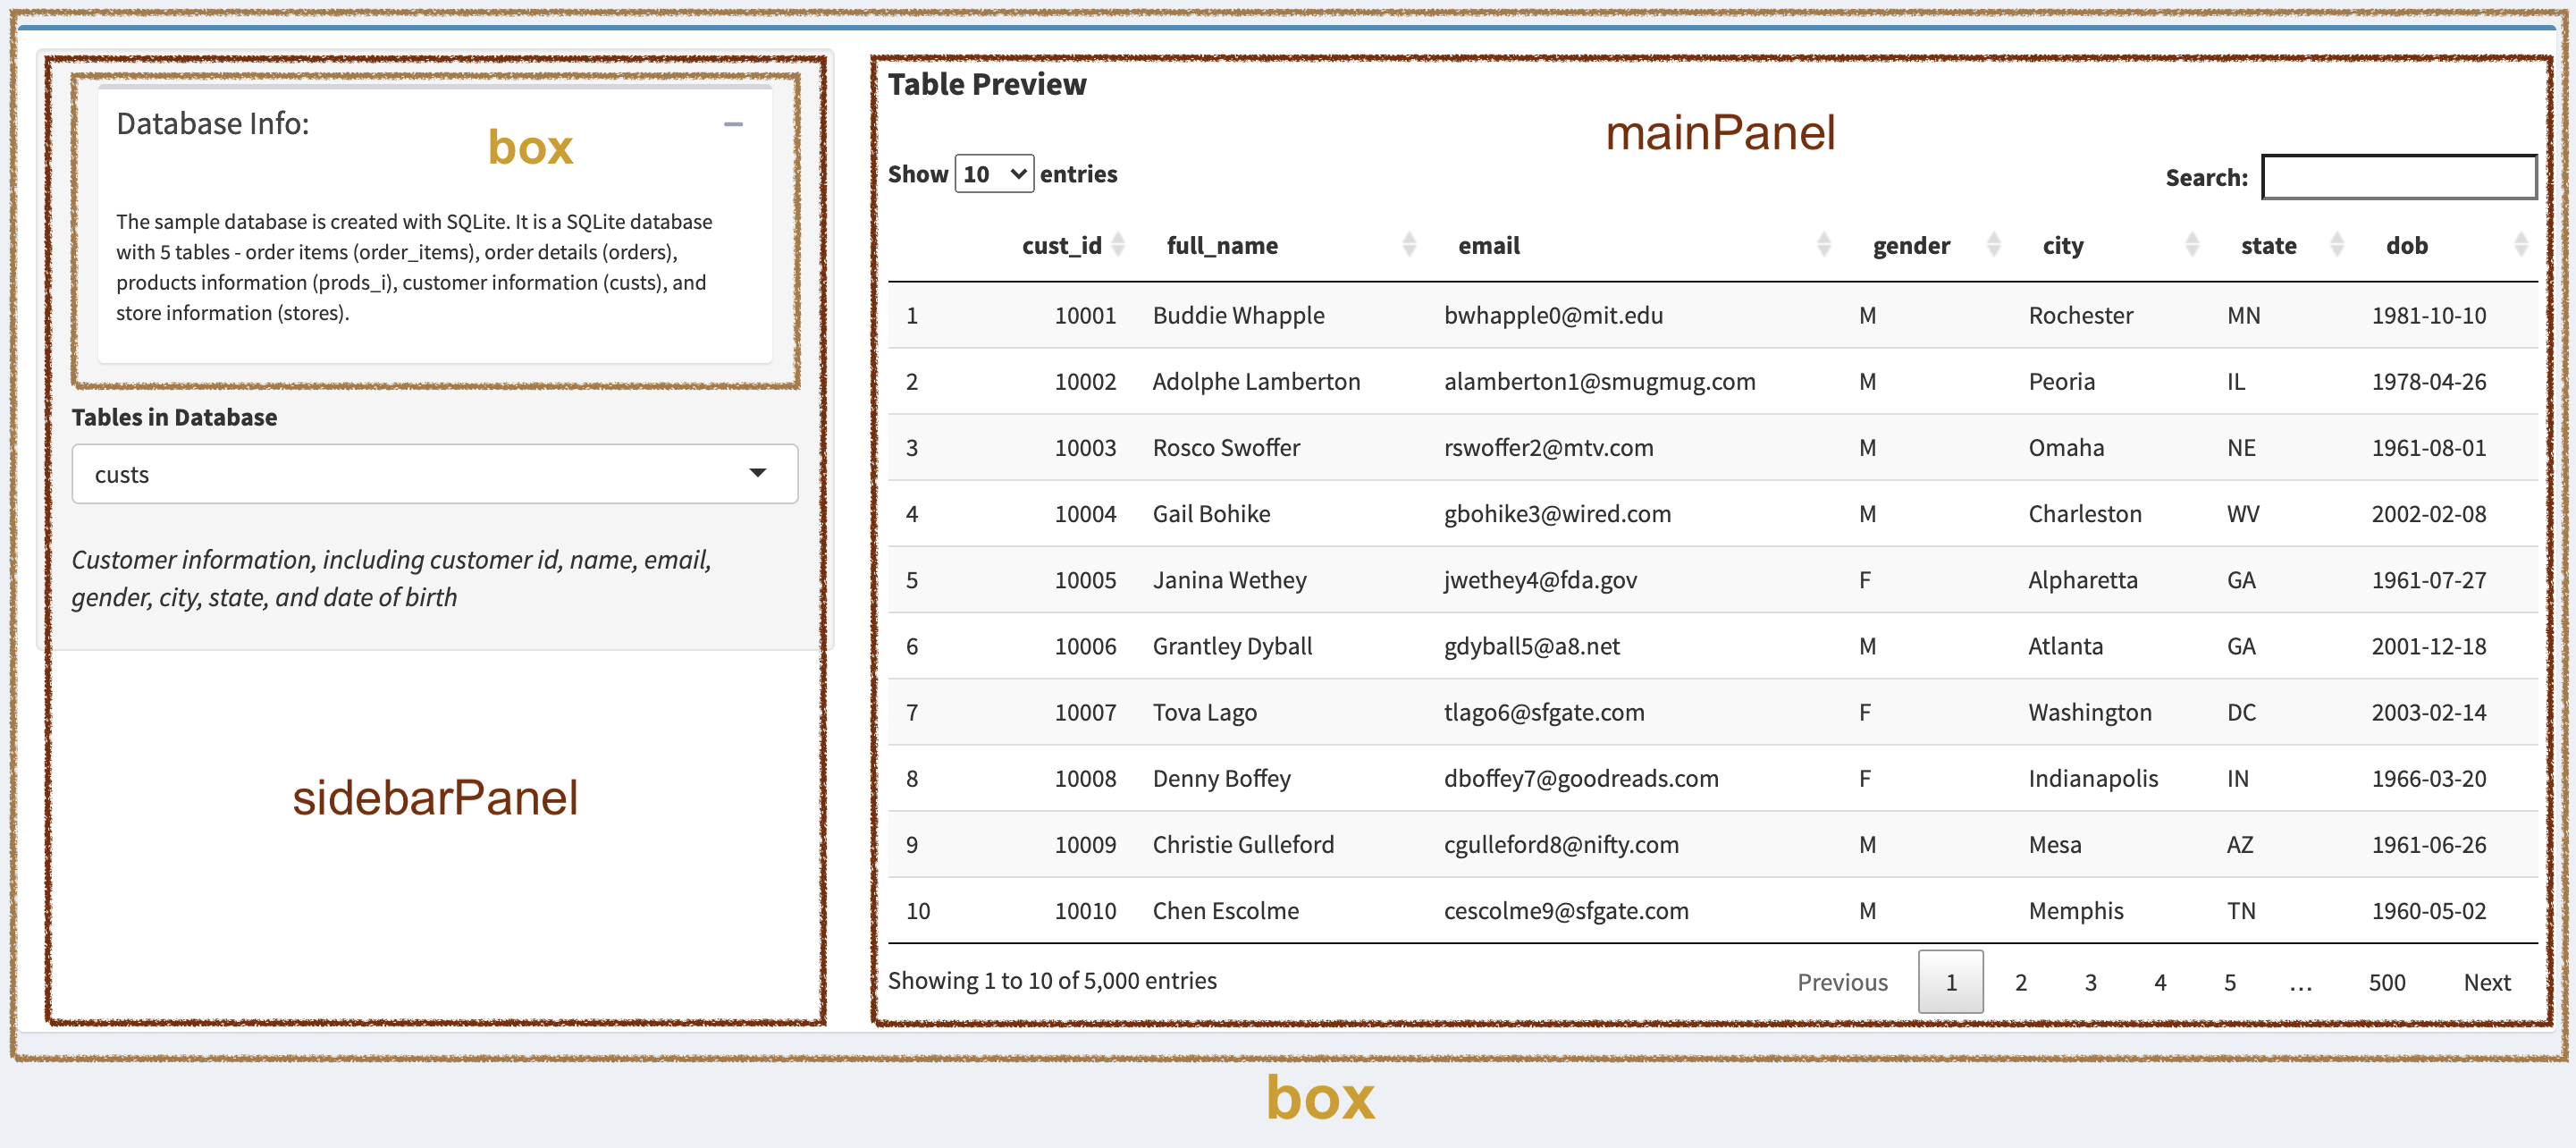 Database Info:
box
The sample database is created with SQLite. It is a SQLite database
with 5 tables - order items (order_items), order details (orders),
products information (prods_i), customer information (custs), and
store information (stores).
Tables in Database
custs
Customer information, including customer id, name, email,
gender, city, state, and date of birth
sidebarPanel
Table Preview
mainPanel
Show 10 entries
Search:
cust_id full_name email gender city state dob
1 10001 Buddie Whapple bwhapple0@mit.edu M Rochester MN 1981-10-10
2 10002 Adolphe Lamberton alamberton1@smugmug.com M Peoria IL 1978-04-26
3 10003 Rosco Swoffer rswoffer2@mtv.com M Omaha NE 1961-08-01
4 10004 Gail Bohike gbohike3@wired.com M Charleston WV 2002-02-08
5 10005 Janina Wethey jwethey4@fda.gov F Alpharetta GA 1961-07-27
6 10006 Grantley Dyball gdyball5@a8.net M Atlanta GA 2001-12-18
7 10007 Tova Lago tlago6@sfgate.com F Washington DC 2003-02-14
8 10008 Denny Boffey dboffey7@goodreads.com F Indianapolis IN 1966-03-20
9 10009 Christie Gulleford cgulleford8@nifty.com M Mesa AZ 1961-06-26
10 10010 Chen Escolme cescolme9@sfgate.com M Memphis TN 1960-05-02
Showing 1 to 10 of 5,000 entries
Previous 1 2 3 4 5 … 500 Next
box